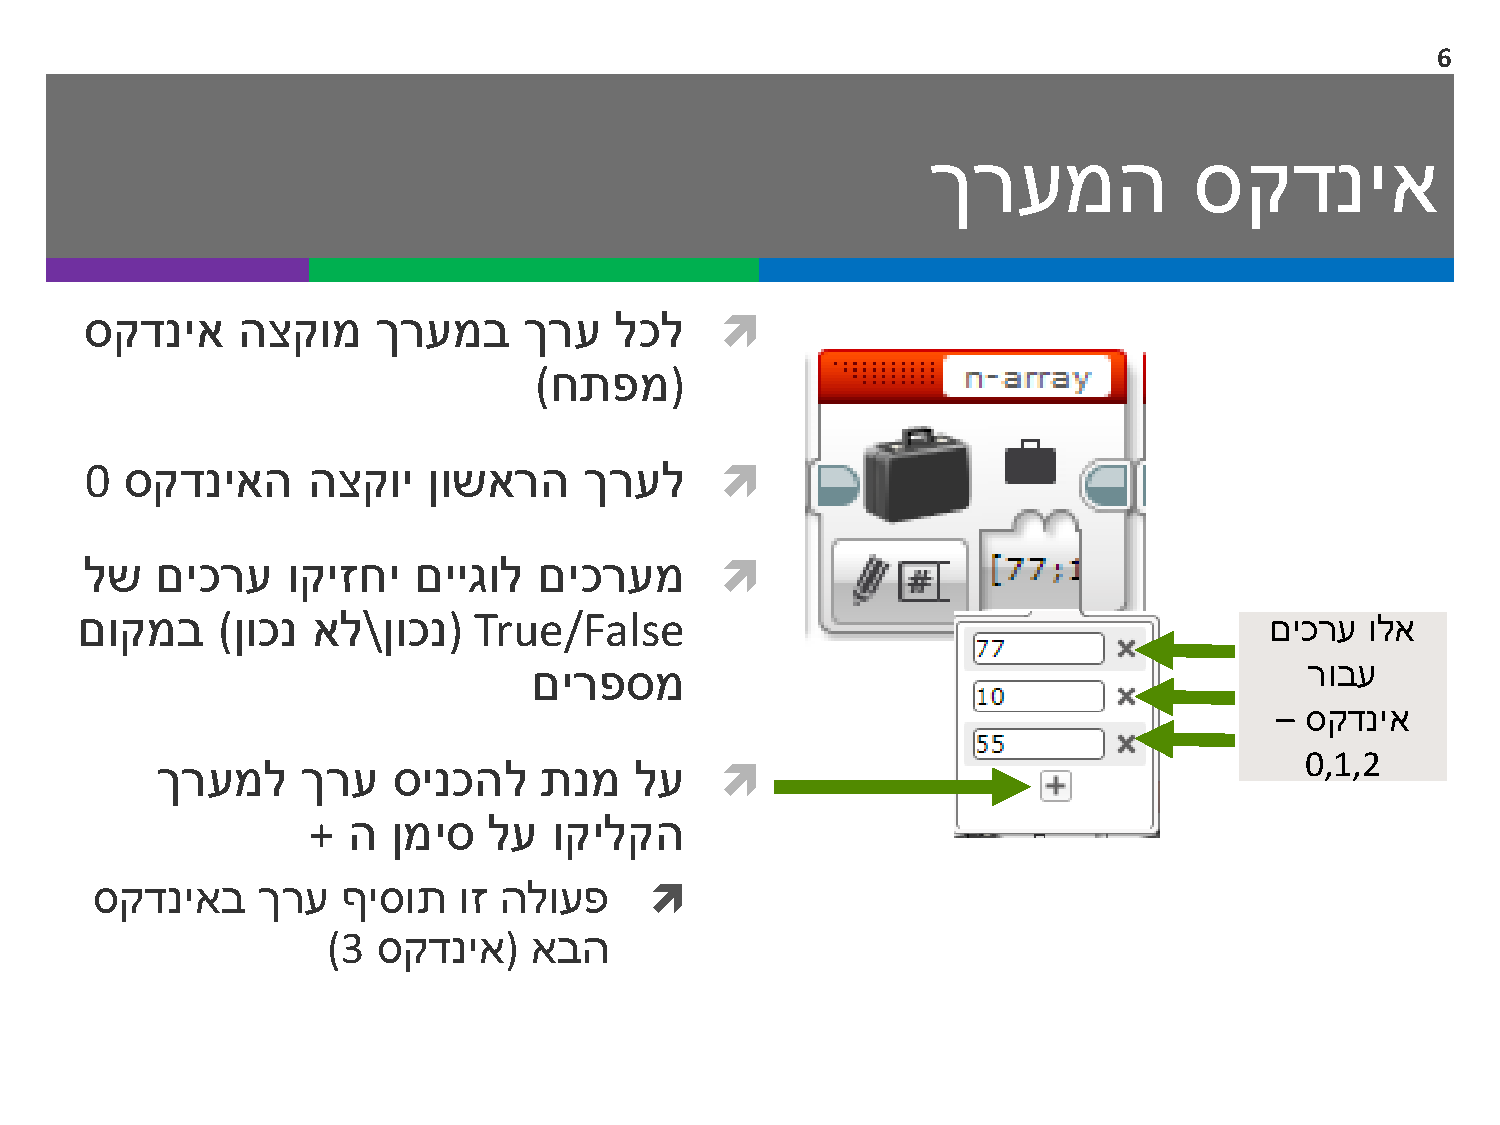 6
אינדקס המערך
לכל ערך במערך מוקצה אינדקס
(מפתח)
לערך הראשון יוקצה האינדקס 0
מערכים לוגיים יחזיקו ערכים של
True/False (נכון\לא נכון) במקום
מספרים
על מנת להכניס ערך למערך
הקליקו על סימן ה +
פעולה זו תוסיף ערך באינדקס
הבא (אינדקס 3)
n-array
#
[77;1
77
10
55
+
אלו ערכים
עבור
אינדקס –
0,1,2